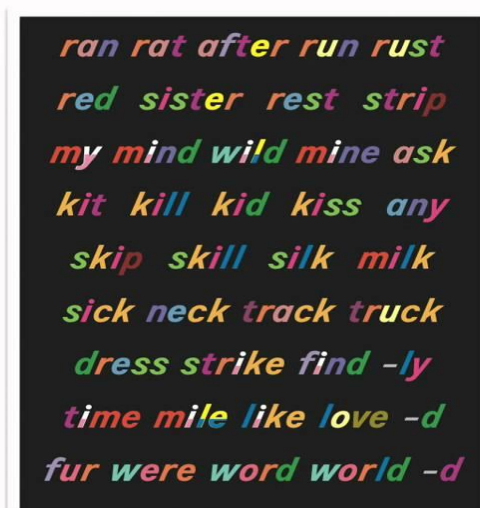 ran rat after run rust
red sister rest strip
my mind wild mine ask
kit kill kid kiss any
skip skill silk milk
sick neck track truck
dress strike find –ly
time mile like love –d
fur were word world –d